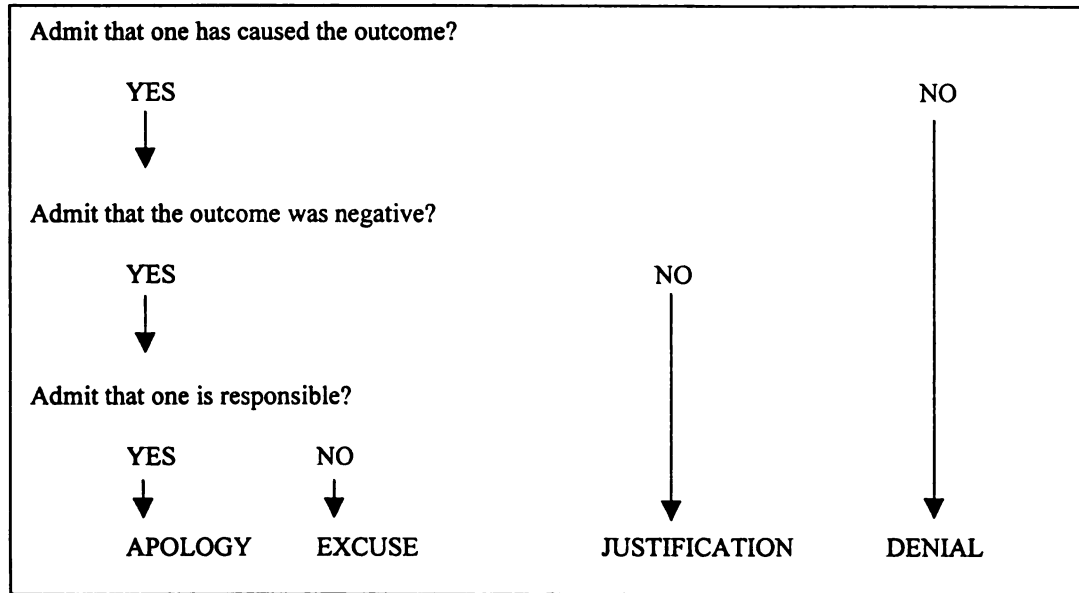 Admit that one has caused the outcome?
YES NO
Admit that the outcome was negative?
YES NO
Admit that one is responsible?
YES NO
APOLOGY EXCUSE JUSTIFICATION DENIAL